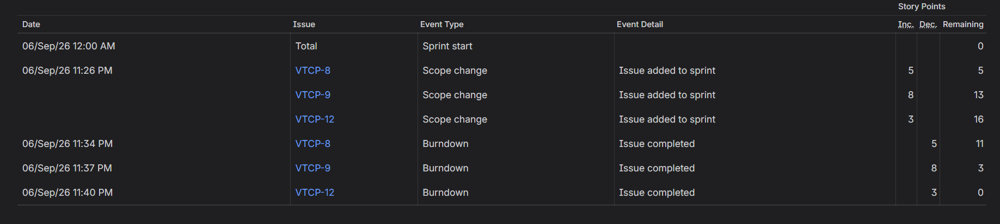 Story Points
Date Issue Event Type Event Detail Inc. Dec. Remaining
06/Sep/26 12:00 AM Total Sprint start 0
06/Sep/26 11:26 PM VTCP-8 Scope change Issue added to sprint 5 5
VTCP-9 Scope change Issue added to sprint 8 13
VTCP-12 Scope change Issue added to sprint 3 16
06/Sep/26 11:34 PM VTCP-8 Burndown Issue completed 5 11
06/Sep/26 11:37 PM VTCP-9 Burndown Issue completed 8 3
06/Sep/26 11:40 PM VTCP-12 Burndown Issue completed 3 0